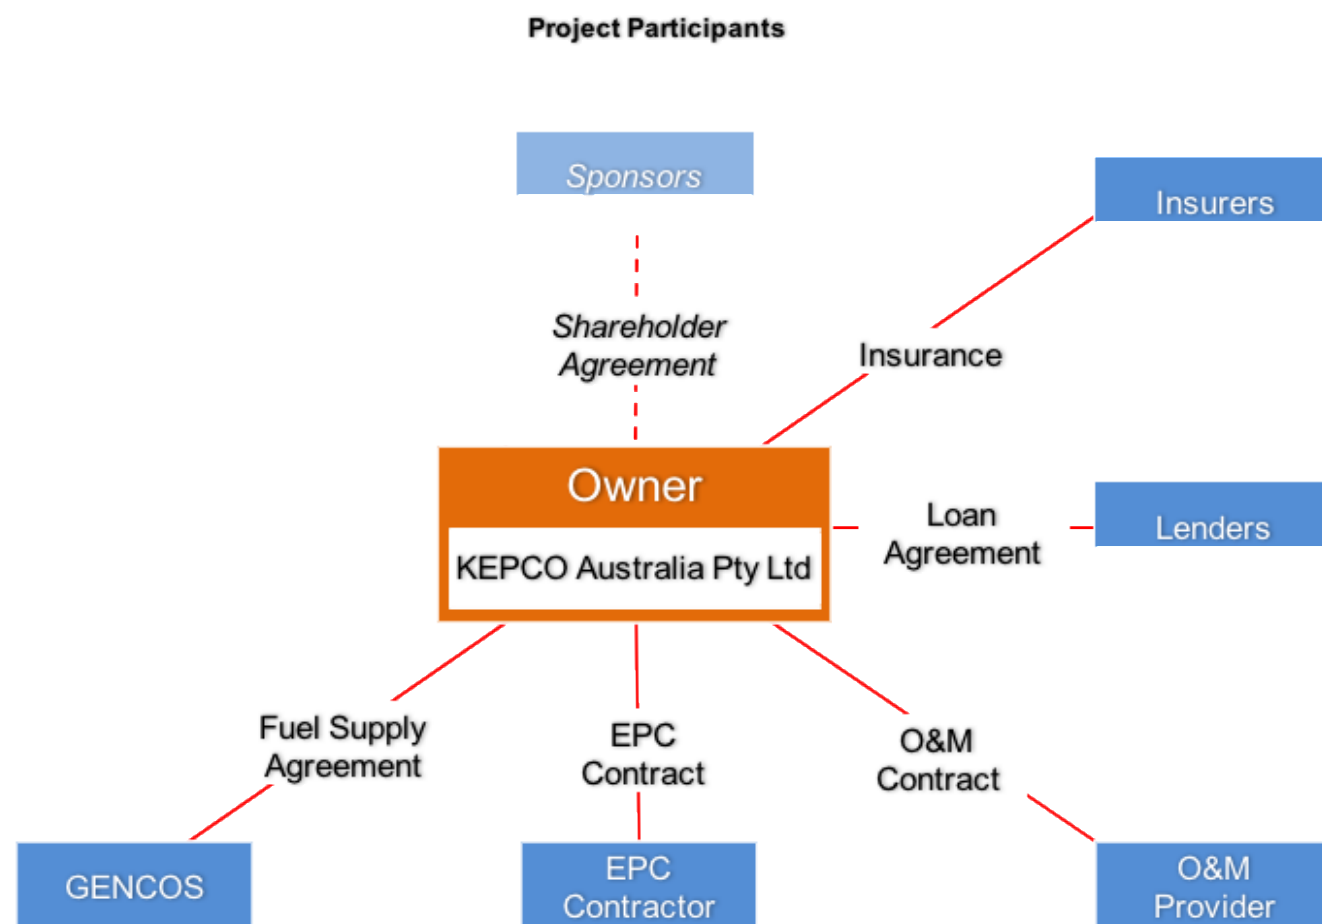 Project Participants
Sponsors
Insurers
Shareholder
Agreement
Insurance
Owner
KEPCO Australia Pty Ltd
Loan
Agreement
Lenders
Fuel Supply
Agreement
EPC
Contract
O&M
Contract
GENCOS
EPC
Contractor
O&M
Provider